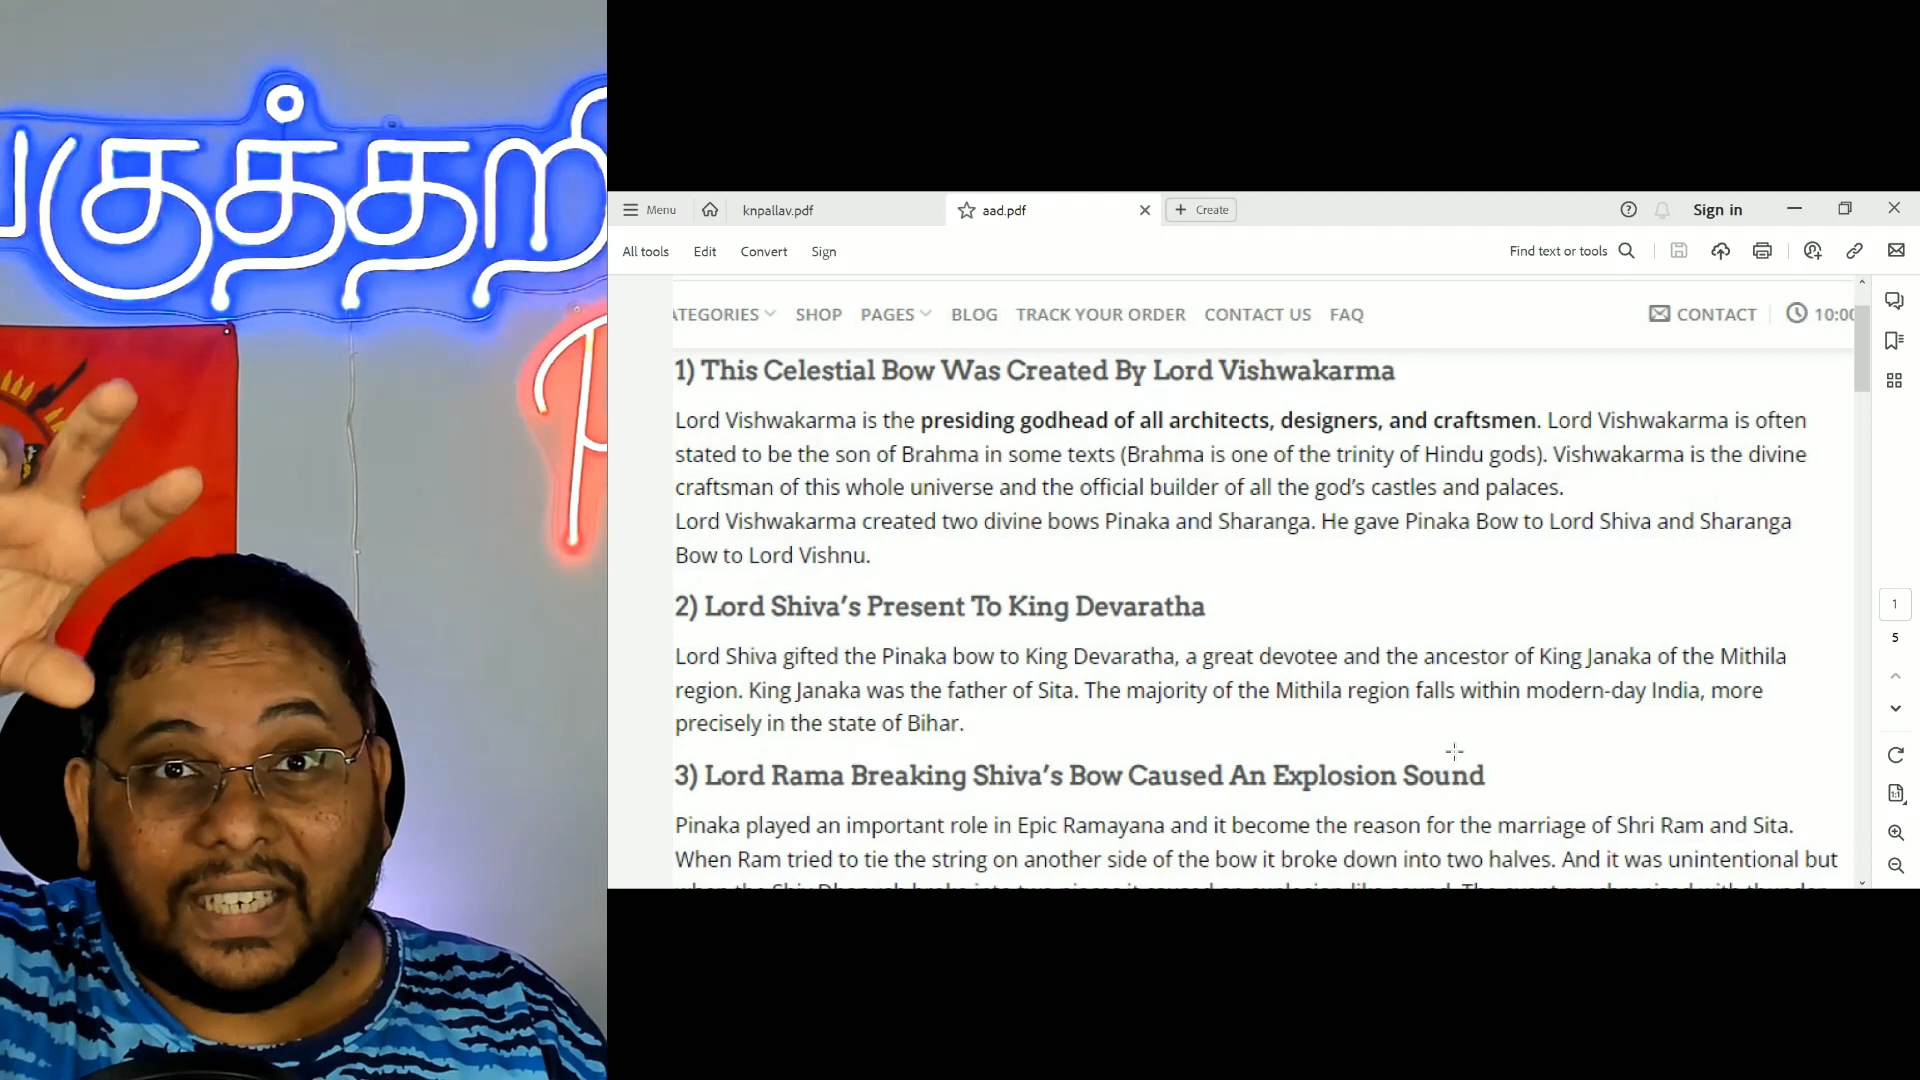 குத்தறி
Menu
knpallav.pdf
aad.pdf
Create
Sign in
All tools
Edit
Convert
Sign
Find text or tools
ATEGORIES
SHOP
PAGES
BLOG
TRACK YOUR ORDER
CONTACT US
FAQ
CONTACT
10:00
1) This Celestial Bow Was Created By Lord Vishwakarma
Lord Vishwakarma is the presiding godhead of all architects, designers, and craftsmen. Lord Vishwakarma is often
stated to be the son of Brahma in some texts (Brahma is one of the trinity of Hindu gods). Vishwakarma is the divine
craftsman of this whole universe and the official builder of all the god's castles and palaces.
Lord Vishwakarma created two divine bows Pinaka and Sharanga. He gave Pinaka Bow to Lord Shiva and Sharanga
Bow to Lord Vishnu.
2) Lord Shiva's Present To King Devaratha
Lord Shiva gifted the Pinaka bow to King Devaratha, a great devotee and the ancestor of King Janaka of the Mithila
region. King Janaka was the father of Sita. The majority of the Mithila region falls within modern-day India, more
precisely in the state of Bihar.
3) Lord Rama Breaking Shiva's Bow Caused An Explosion Sound
Pinaka played an important role in Epic Ramayana and it become the reason for the marriage of Shri Ram and Sita.
When Ram tried to tie the string on another side of the bow it broke down into two halves. And it was unintentional but
1
5